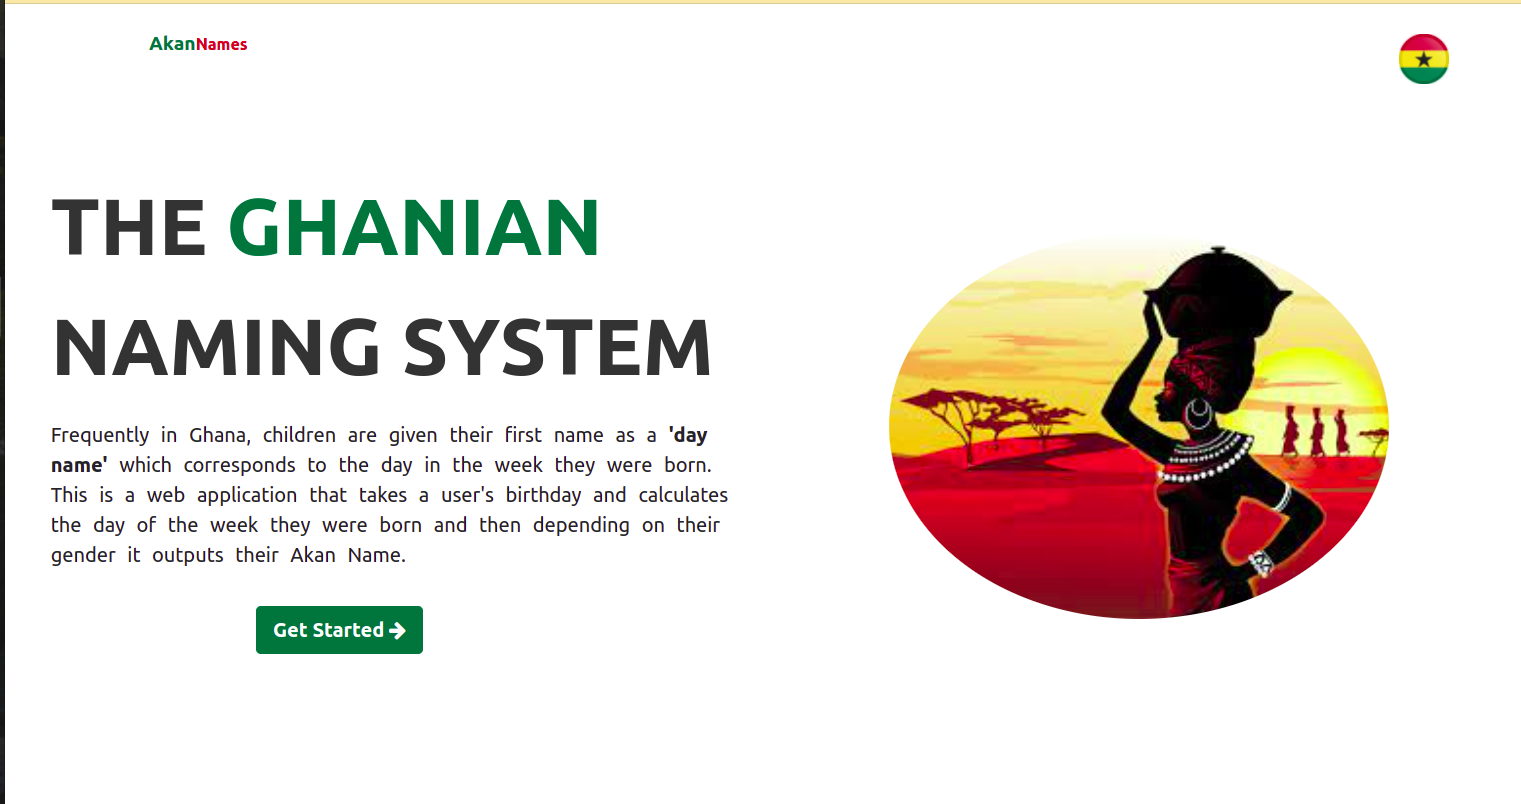 AkanNames
THE GHANIAN
NAMING SYSTEM
Frequently in Ghana, children are given their first name as a 'day
name' which corresponds to the day in the week they were born.
This is a web application that takes a user's birthday and calculates
the day of the week they were born and then depending on their
gender it outputs their Akan Name.
Get Started